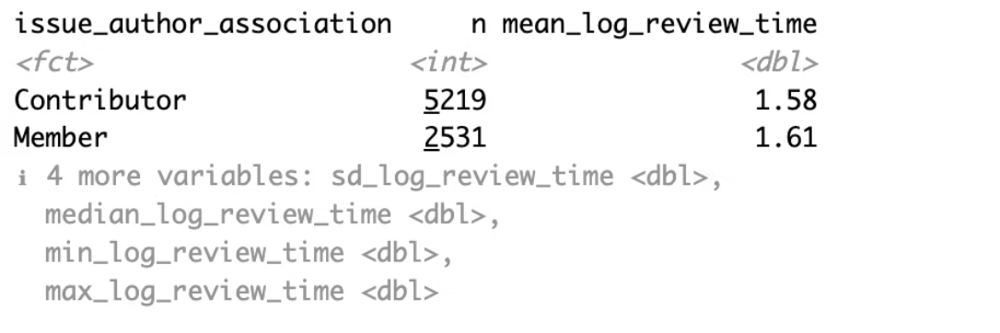 issue_author_association n mean_log_review_time
<fct> <int> <dbl>
Contributor 5219 1.58
Member 2531 1.61
ℹ 4 more variables: sd_log_review_time <dbl>,
median_log_review_time <dbl>,
min_log_review_time <dbl>,
max_log_review_time <dbl>